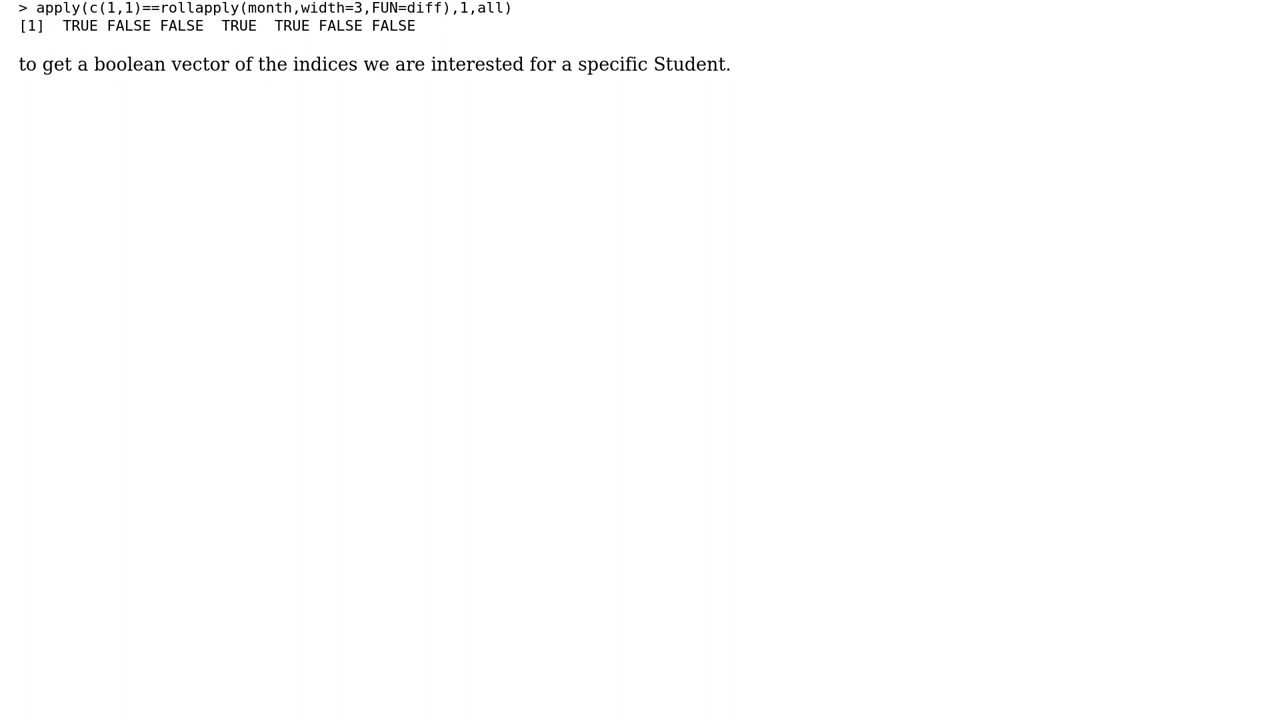 > apply(c(1,1)==rollapply(month,width=3,FUN=diff),1,all)
[1]  TRUE FALSE FALSE  TRUE  TRUE FALSE FALSE
to get a boolean vector of the indices we are interested for a specific Student.